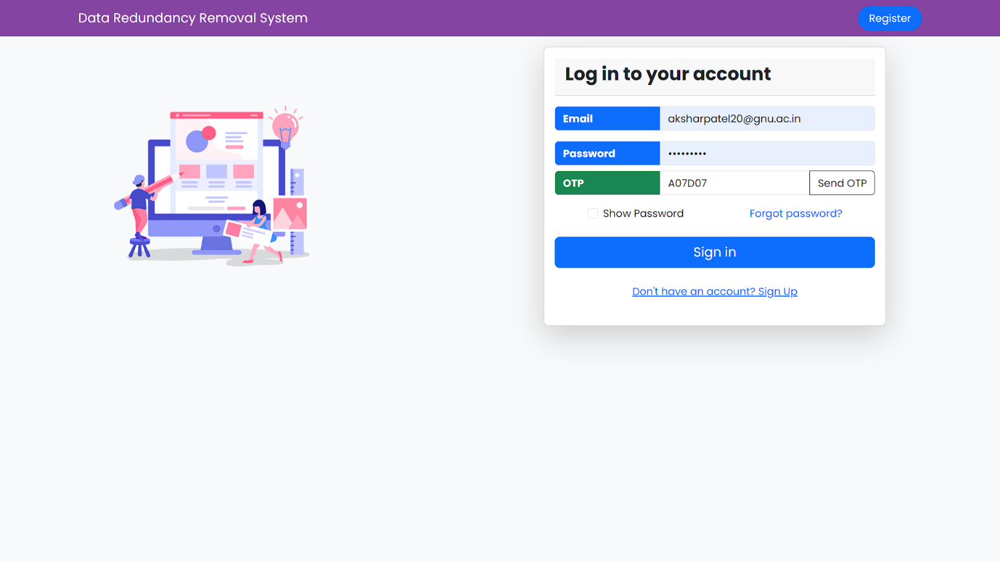 Data Redundancy Removal System
Register
Log in to your account
Email
aksharpatel20@gnu.ac.in
Password
•••••••••
OTP
A07D07
Send OTP
Show Password
Forgot password?
Sign in
Don't have an account? Sign Up